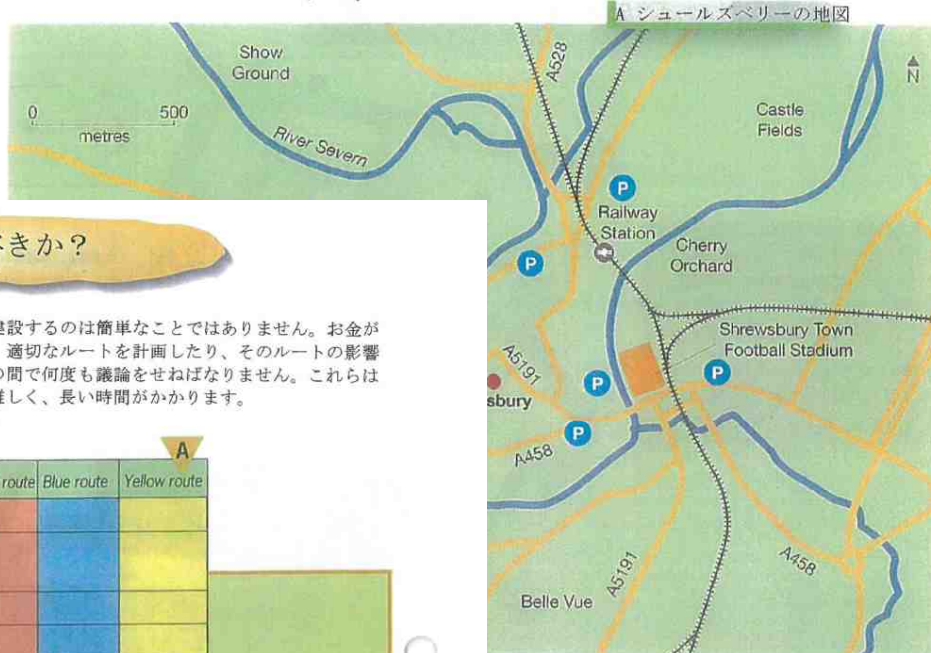 A シュールズベリーの地図
Show
Ground
A528
N
0 500
metres
River Severn
Castle
Fields
P
Railway
Station
Cherry
Orchard
P
きか?
建設するのは簡単なことではありません。お金が
適切なルートを計画したり、そのルートの影響
の間で何度も議論をせねばなりません。これらは
難しく、長い時間がかかります。
Shrewsbury Town
Football Stadium
A5191
P
P
sbury
P
A458
A
route Blue route Yellow route
A5191
A458
Belle Vue